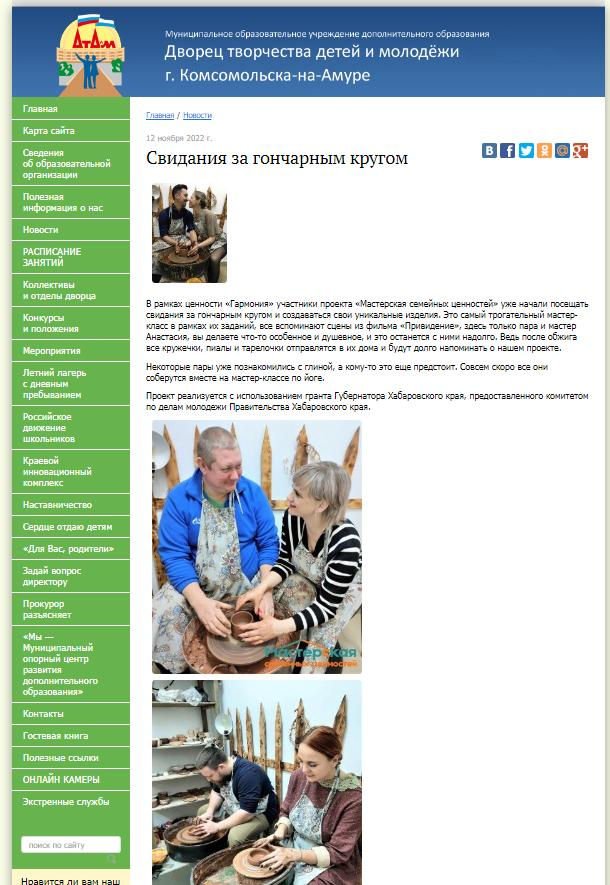 ДТДиМ
Муниципальное образовательное учреждение дополнительного образования
Дворец творчества детей и молодёжи
г. Комсомольска-на-Амуре
Главная
Карта сайта
Сведения
об образовательной
организации
Полезная
информация о нас
Новости
РАСПИСАНИЕ
ЗАНЯТИЙ
Коллективы
и отделы дворца
Конкурсы
и положения
Мероприятия
Летний лагерь
с дневным
пребыванием
Российское
движение
школьников
Краевой
инновационный
комплекс
Наставничество
Сердце отдаю детям
«Для Вас, родители»
Задай вопрос
директору
Прокурор
разъясняет
«Мы —
Муниципальный
опорный центр
развития
дополнительного
образования»
Контакты
Гостевая книга
Полезные ссылки
ОНЛАЙН КАМЕРЫ
Экстренные службы
поиск по сайту
Нравится ли вам наш
Главная / Новости
12 ноября 2022 г.
Свидания за гончарным кругом
В рамках ценности «Гармония» участники проекта «Мастерская семейных ценностей» уже начали посещать
свидания за гончарным кругом и создаваться свои уникальные изделия. Это самый трогательный мастер-
класс в рамках их заданий, все вспоминают сцены из фильма «Привидение», здесь только пара и мастер
Анастасия, вы делаете что-то особенное и душевное, и это останется с ними надолго. Ведь после обжига
все кружечки, пиалы и тарелочки отправлятся в их дома и будут долго напоминать о нашем проекте.
Некоторые пары уже познакомились с глиной, а кому-то это еще предстоит. Совсем скоро все они
соберутся вместе на мастер-классе по йоге.
Проект реализуется с использованием гранта Губернатора Хабаровского края, предоставленного комитетом
по делам молодежи Правительства Хабаровского края.
Мастерская
семейных ценностей